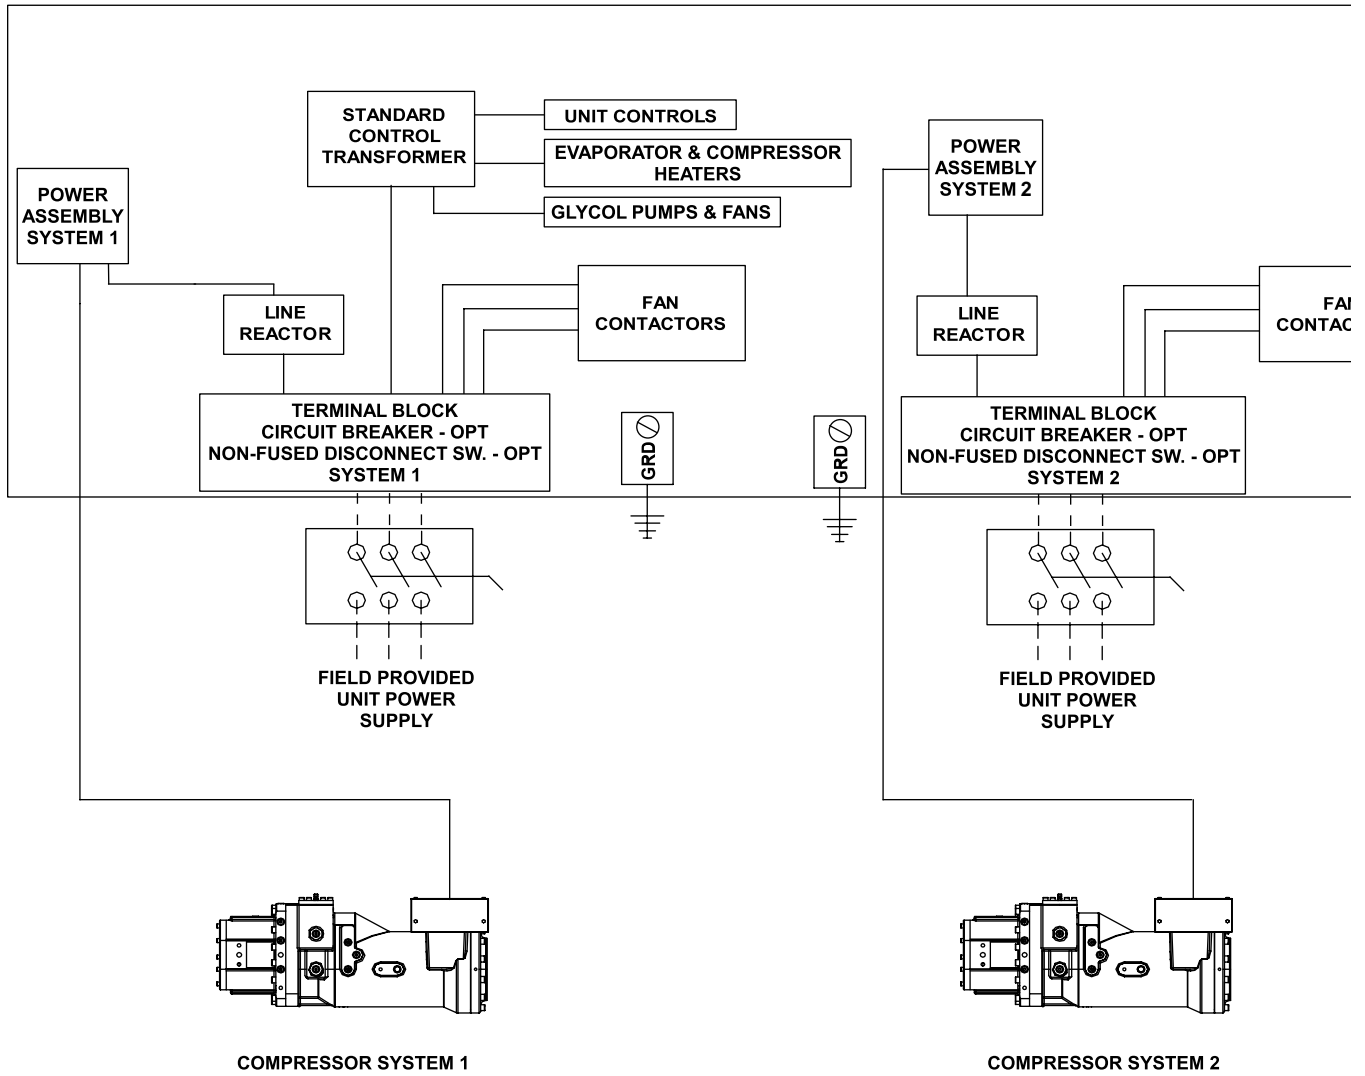 STANDARD
CONTROL
TRANSFORMER
UNIT CONTROLS
EVAPORATOR & COMPRESSOR
HEATERS
GLYCOL PUMPS & FANS
POWER
ASSEMBLY
SYSTEM 1
LINE
REACTOR
FAN
CONTACTORS
TERMINAL BLOCK
CIRCUIT BREAKER - OPT
NON-FUSED DISCONNECT SW. - OPT
SYSTEM 1
GRD
FIELD PROVIDED
UNIT POWER
SUPPLY
COMPRESSOR SYSTEM 1
POWER
ASSEMBLY
SYSTEM 2
LINE
REACTOR
TERMINAL BLOCK
CIRCUIT BREAKER - OPT
NON-FUSED DISCONNECT SW. - OPT
SYSTEM 2
GRD
FIELD PROVIDED
UNIT POWER
SUPPLY
COMPRESSOR SYSTEM 2